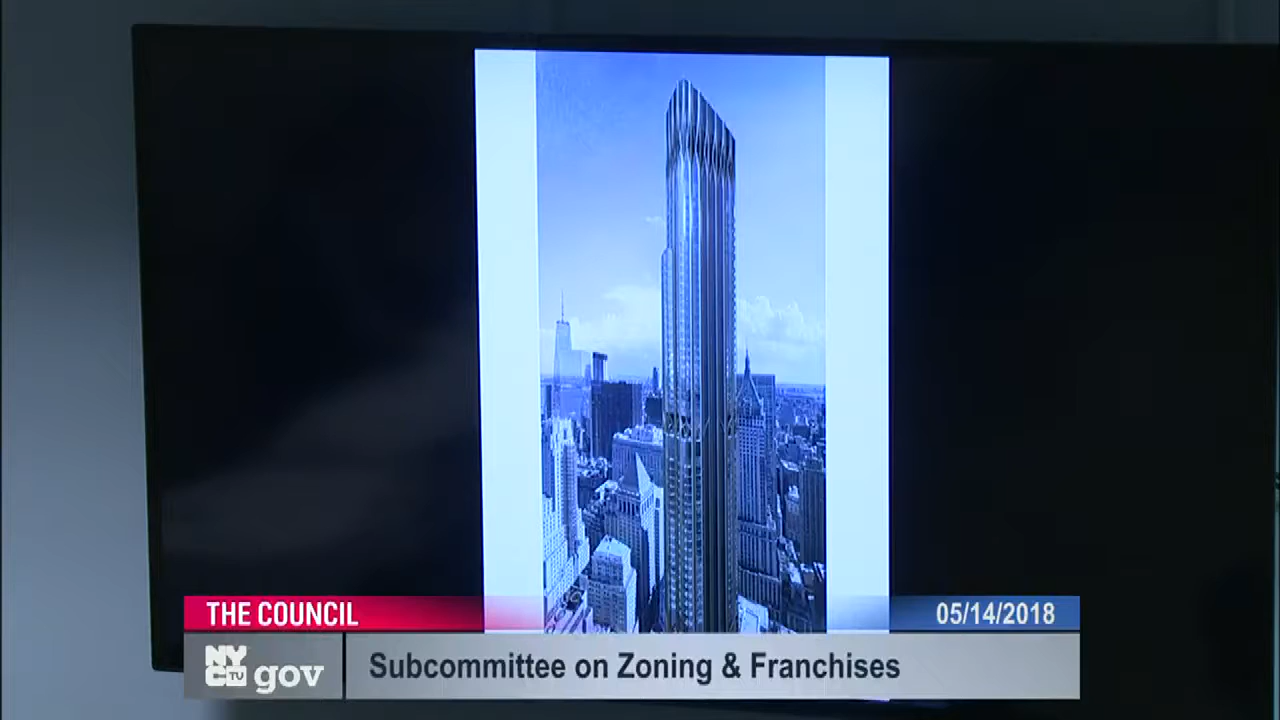 THE COUNCIL
05/14/2018
NYC TV gov
Subcommittee on Zoning & Franchises